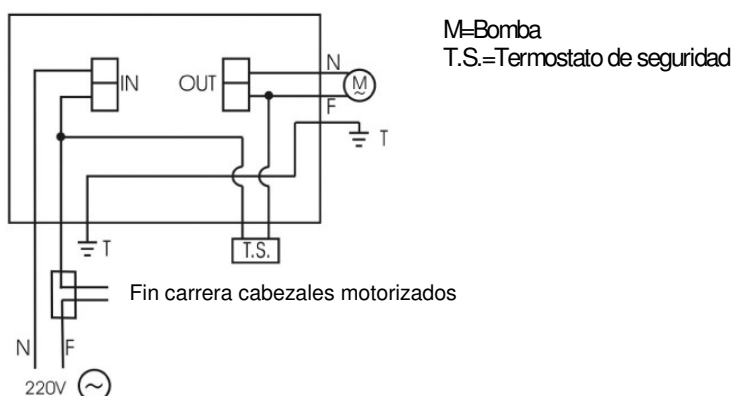 M=Bomba
T.S.=Termostato de seguridad
IN
OUT
N
M
~
F
T
T
T.S.
Fin carrera cabezales motorizados
N
F
220V ~